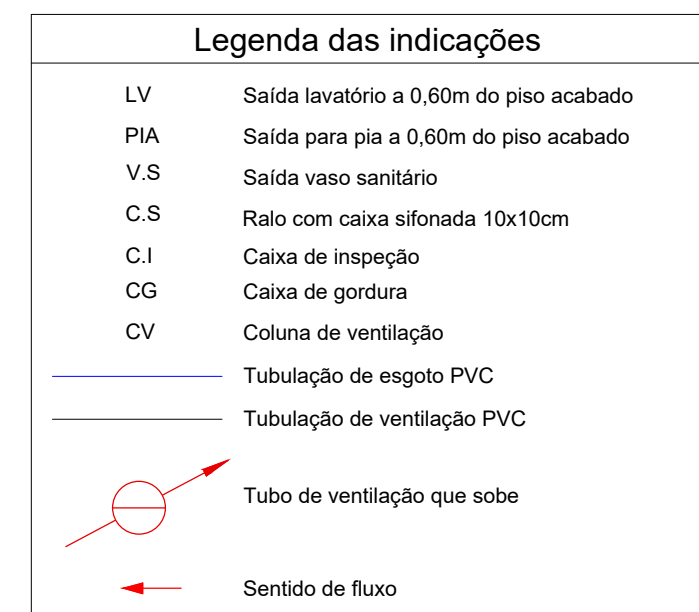 Legenda das indicações
LV Saída lavatório a 0,60m do piso acabado
PIA Saída para pia a 0,60m do piso acabado
V.S Saída vaso sanitário
C.S Ralo com caixa sifonada 10x10cm
C.I Caixa de inspeção
CG Caixa de gordura
CV Coluna de ventilação
Tubulação de esgoto PVC
Tubulação de ventilação PVC
Tubo de ventilação que sobe
Sentido de fluxo